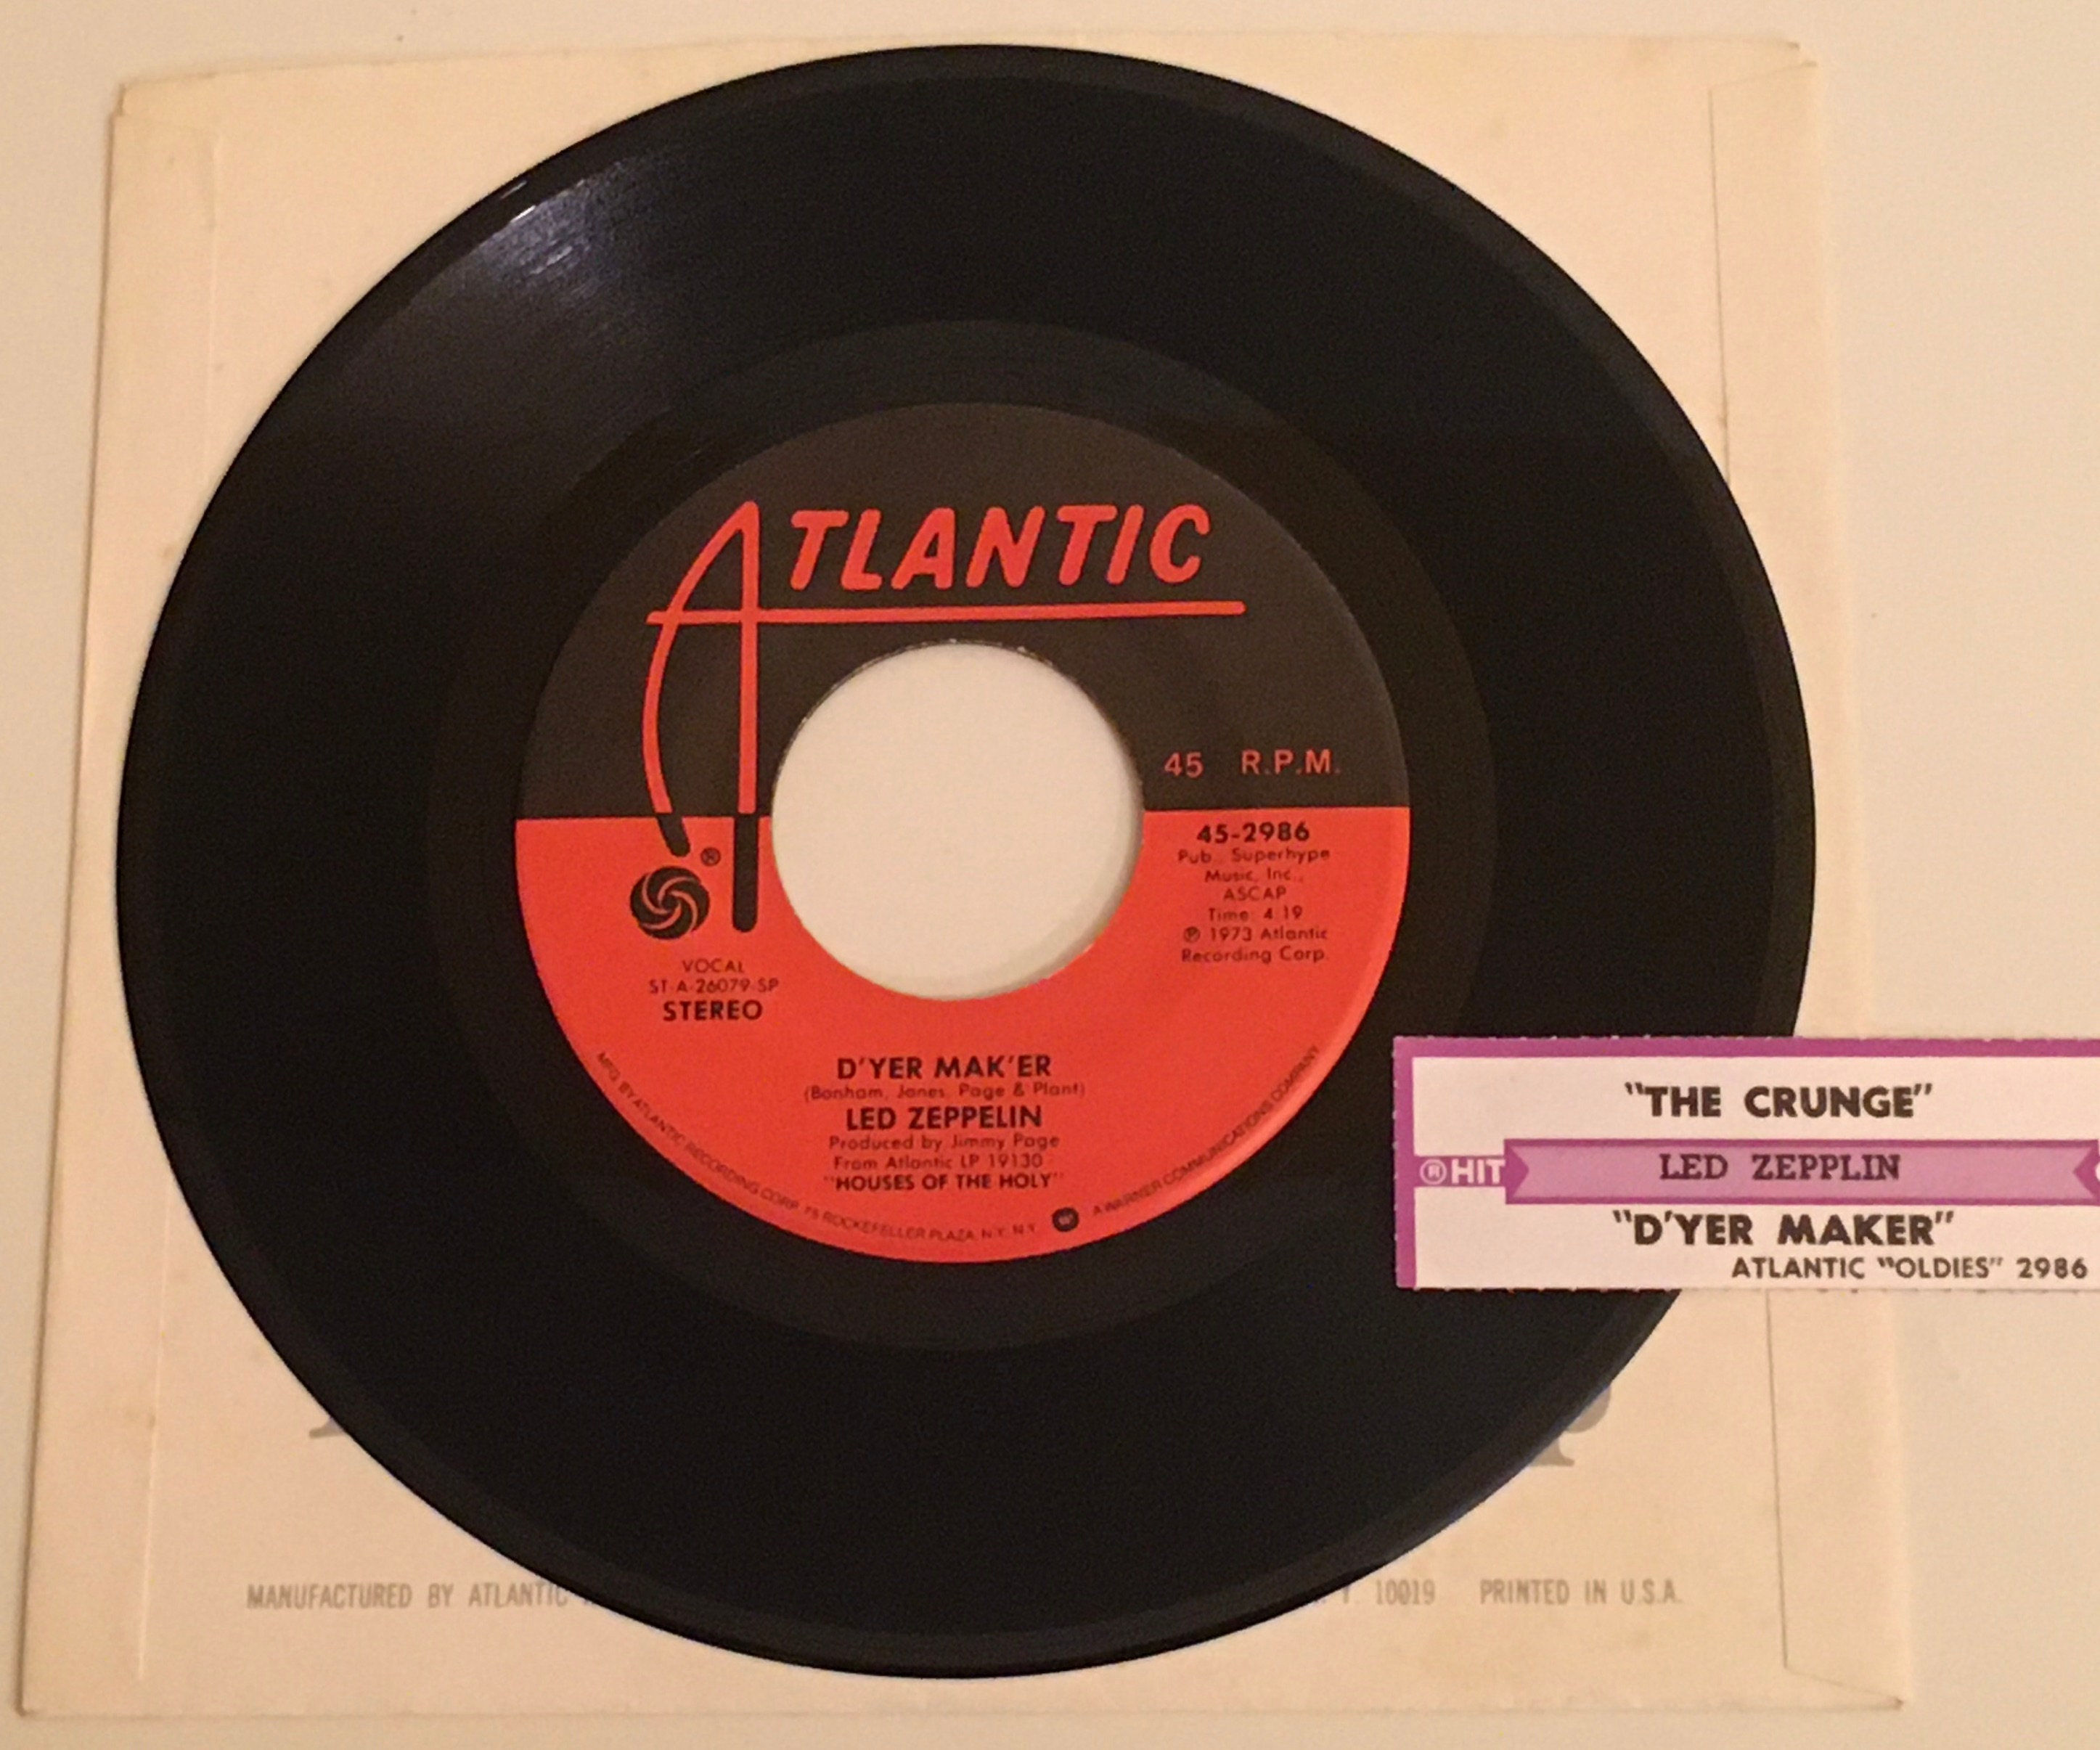 ATLANTIC
45 R.P.M.
45-2986
Pub., Superhype
Music, Inc.,
ASCAP
Time: 4:19
℗ 1973 Atlantic
Recording Corp.
®
VOCAL
ST-A-26079-SP
STEREO
D'YER MAK'ER
(Bonham, Jones, Page & Plant)
LED ZEPPELIN
Produced by Jimmy Page
From Atlantic LP 19130
"HOUSES OF THE HOLY"
MFG. BY ATLANTIC RECORDING CORP. 75 ROCKEFELLER PLAZA, N.Y., N.Y. A WARNER COMMUNICATIONS COMPANY
"THE CRUNGE"
® HIT
LED ZEPPLIN
"D'YER MAKER"
ATLANTIC "OLDIES" 2986
MANUFACTURED BY ATLANTIC 10019 PRINTED IN U.S.A.